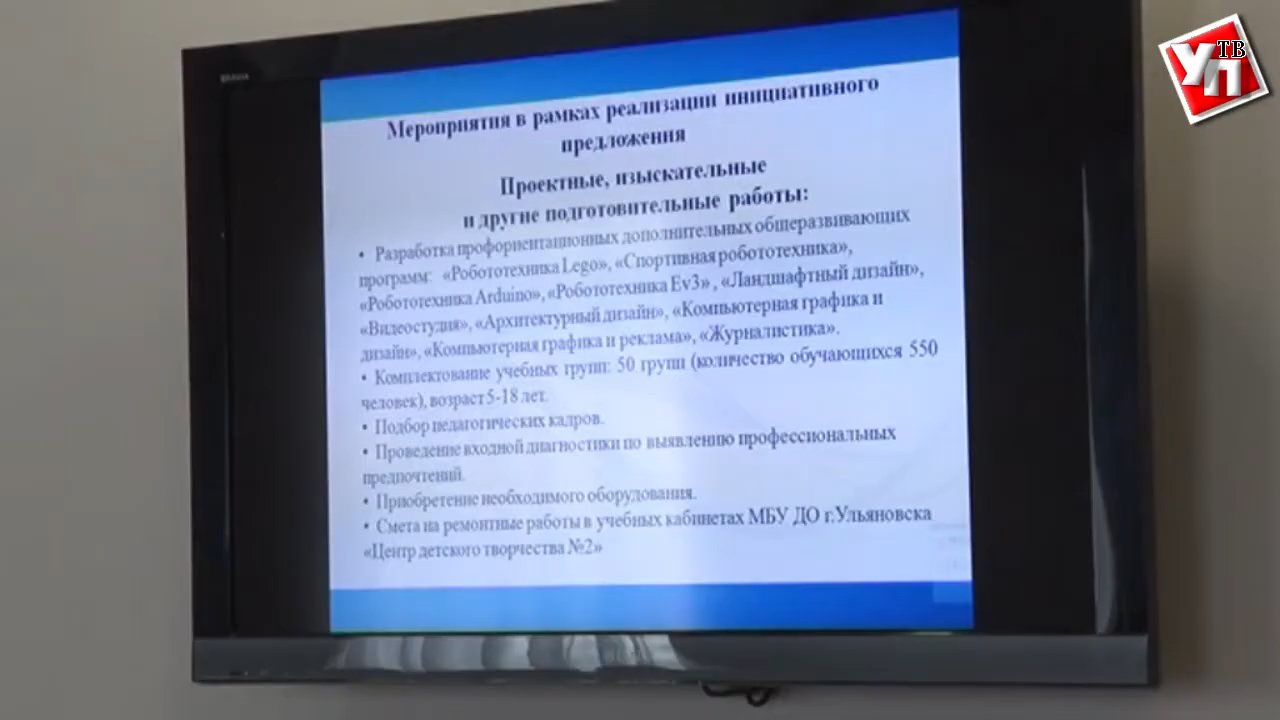 BRAVIA
УП ТВ
Мероприятия в рамках реализации инициативного
предложения
Проектные, изыскательные
и другие подготовительные работы:
• Разработка профориентационных дополнительных общеразвивающих
программ: «Робототехника Lego», «Спортивная робототехника»,
«Робототехника Arduino», «Робототехника Ev3» , «Ландшафтный дизайн»,
«Видеостудия», «Архитектурный дизайн», «Компьютерная графика и
дизайн», «Компьютерная графика и реклама», «Журналистика».
• Комплектование учебных групп: 50 групп (количество обучающихся 550
человек), возраст 5-18 лет.
• Подбор педагогических кадров.
• Проведение входной диагностики по выявлению профессиональных
предпочтений.
• Приобретение необходимого оборудования.
• Смета на ремонтные работы в учебных кабинетах МБУ ДО г.Ульяновска
«Центр детского творчества №2»